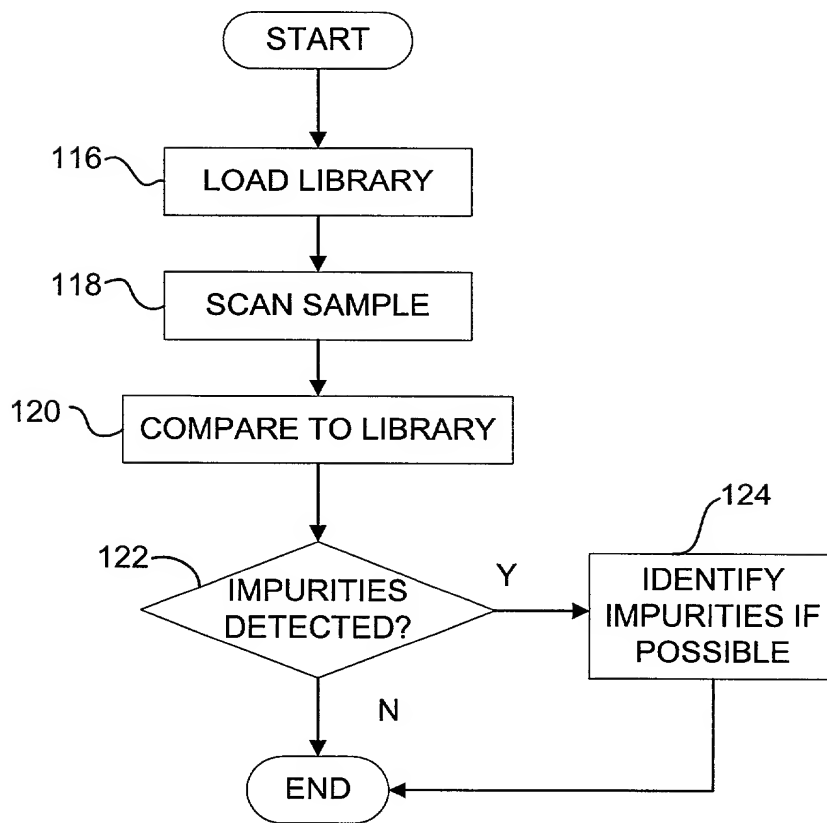 START
116
LOAD LIBRARY
118
SCAN SAMPLE
120
COMPARE TO LIBRARY
122
IMPURITIES
DETECTED?
Y
124
IDENTIFY
IMPURITIES IF
POSSIBLE
N
END